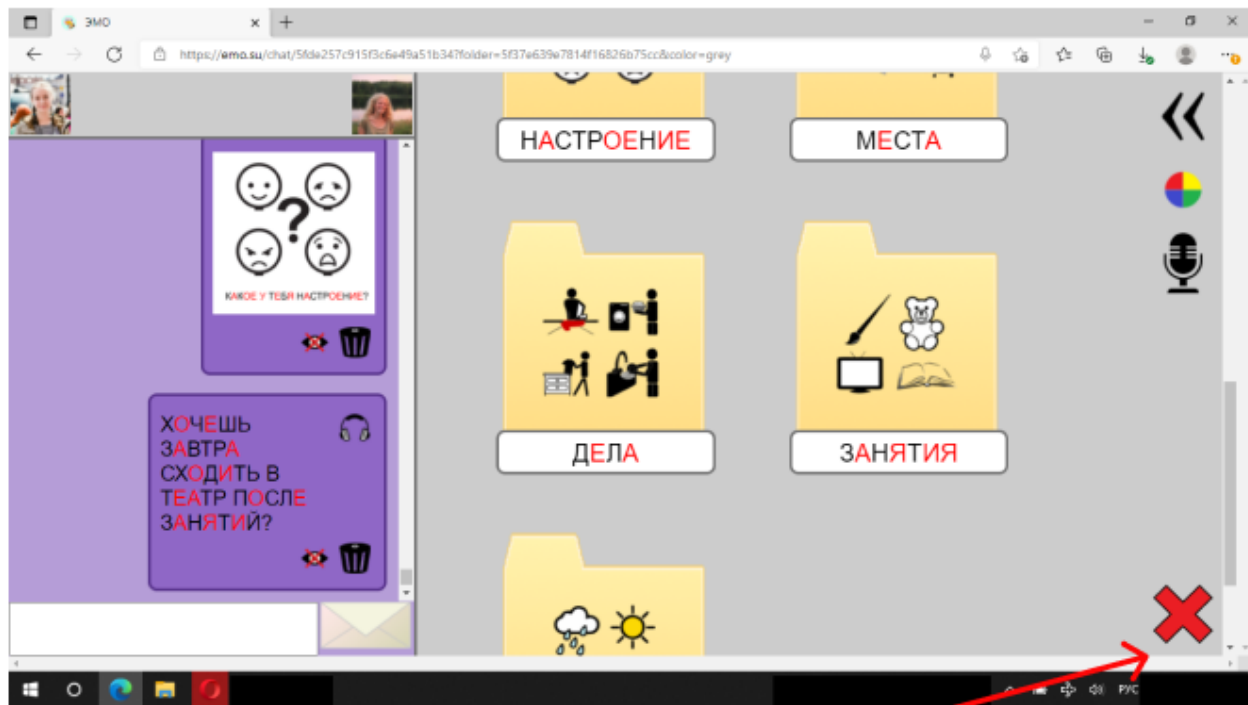 ЭМО
https://emo.su/chat/5fde257c915f3c6e49a51b34?folder=5f37e639e7814f16826b75cc&color=grey
НАСТРОЕНИЕ
МЕСТА
?
КАКОЕ У ТЕБЯ НАСТРОЕНИЕ?
ХОЧЕШЬ
ЗАВТРА
СХОДИТЬ В
ТЕАТР ПОСЛЕ
ЗАНЯТИЙ?
ДЕЛА
ЗАНЯТИЯ
РУС